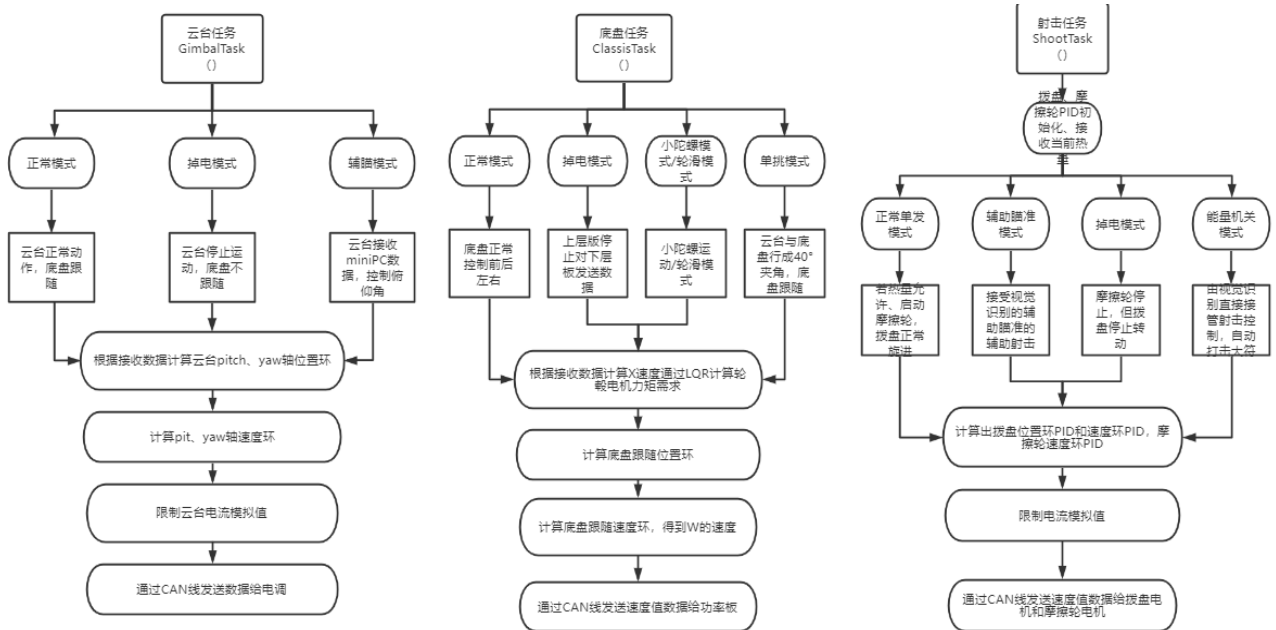 云台任务
GimbalTask
（）
正常模式
掉电模式
辅瞄模式
云台正常动
作，底盘跟
随
云台停止运
动，底盘不
跟随
云台接收
miniPC数
据，控制俯
仰角
根据接收数据计算云台pitch、yaw轴位置环
计算pit、yaw轴速度环
限制云台电流模拟值
通过CAN线发送数据给电调
底盘任务
ClassisTask
（）
正常模式
掉电模式
小陀螺模
式/轮滑模
式
单挑模式
底盘正常
控制前后
左右
上层版停
止对下层
板发送数
据
小陀螺运
动/轮滑模
式
云台与底
盘行成40°
夹角，底
盘跟随
根据接收数据计算X速度通过LQR计算轮
毂电机力矩需求
计算底盘跟随位置环
计算底盘跟随速度环，得到W的速度
通过CAN线发送速度值数据给功率板
射击任务
ShootTask
（）
拨盘、摩
擦轮PID初
始化、接
收当前热
量
正常单发
模式
辅助瞄准
模式
掉电模式
能量机关
模式
若热量允
许、启动
摩擦轮，
拨盘正常
旋进
接受视觉
识别的辅
助瞄准的
辅助射击
摩擦轮停
止，但拨
盘停止转
动
由视觉识
别直接接
管射击控
制，自动
打击大符
计算出拨盘位置环PID和速度环PID，摩
擦轮速度环PID
限制电流模拟值
通过CAN线发送速度值数据给拨盘电
机和摩擦轮电机